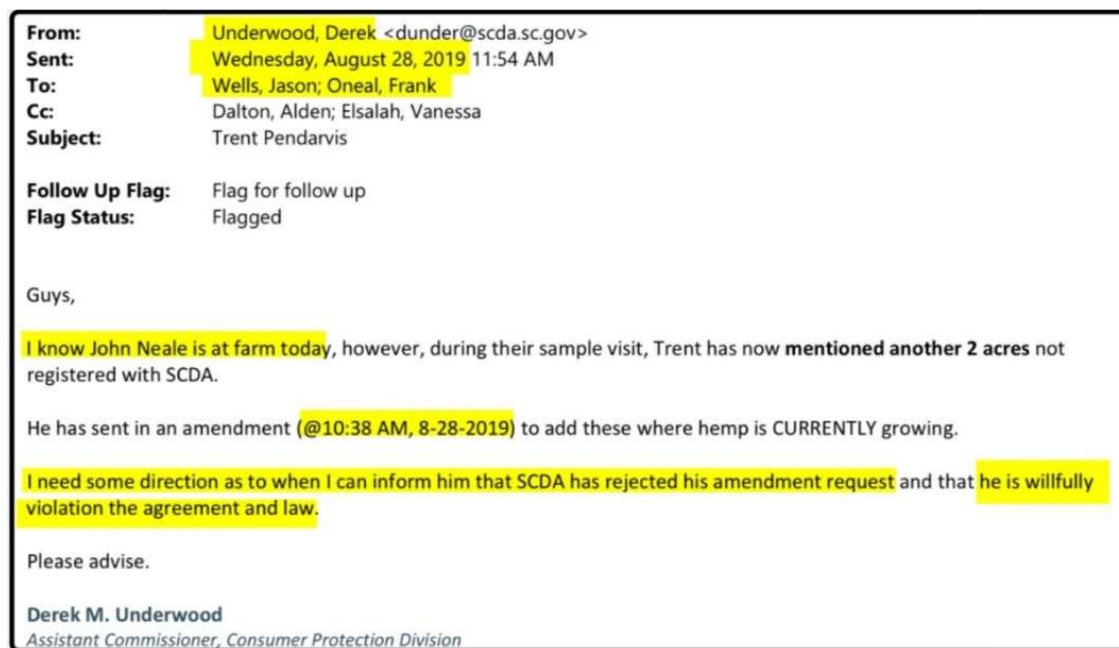 From: Underwood, Derek <dunder@scda.sc.gov>
Sent: Wednesday, August 28, 2019 11:54 AM
To: Wells, Jason; Oneal, Frank
Cc: Dalton, Alden; Elsalah, Vanessa
Subject: Trent Pendarvis
Follow Up Flag: Flag for follow up
Flag Status: Flagged
Guys,
I know John Neale is at farm today, however, during their sample visit, Trent has now mentioned another 2 acres not
registered with SCDA.
He has sent in an amendment (@10:38 AM, 8-28-2019) to add these where hemp is CURRENTLY growing.
I need some direction as to when I can inform him that SCDA has rejected his amendment request and that he is willfully
violation the agreement and law.
Please advise.
Derek M. Underwood
Assistant Commissioner, Consumer Protection Division